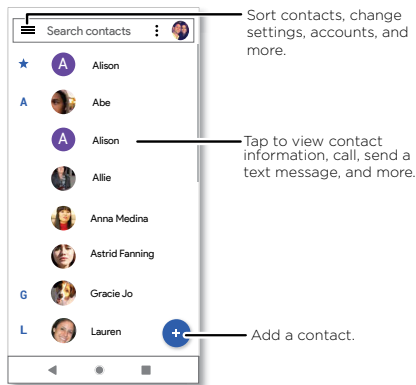 Sort contacts, change
settings, accounts, and
more.
Search contacts
A Alison
A Abe
A Alison
Tap to view contact
information, call, send a
text message, and more.
Allie
Anna Medina
Astrid Fanning
G Gracie Jo
L Lauren
Add a contact.